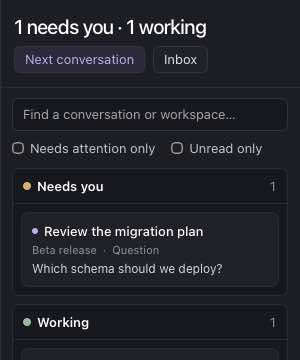 1 needs you · 1 working
Next conversation
Inbox
Find a conversation or workspace...
Needs attention only
Unread only
Needs you
1
Review the migration plan
Beta release · Question
Which schema should we deploy?
Working
1